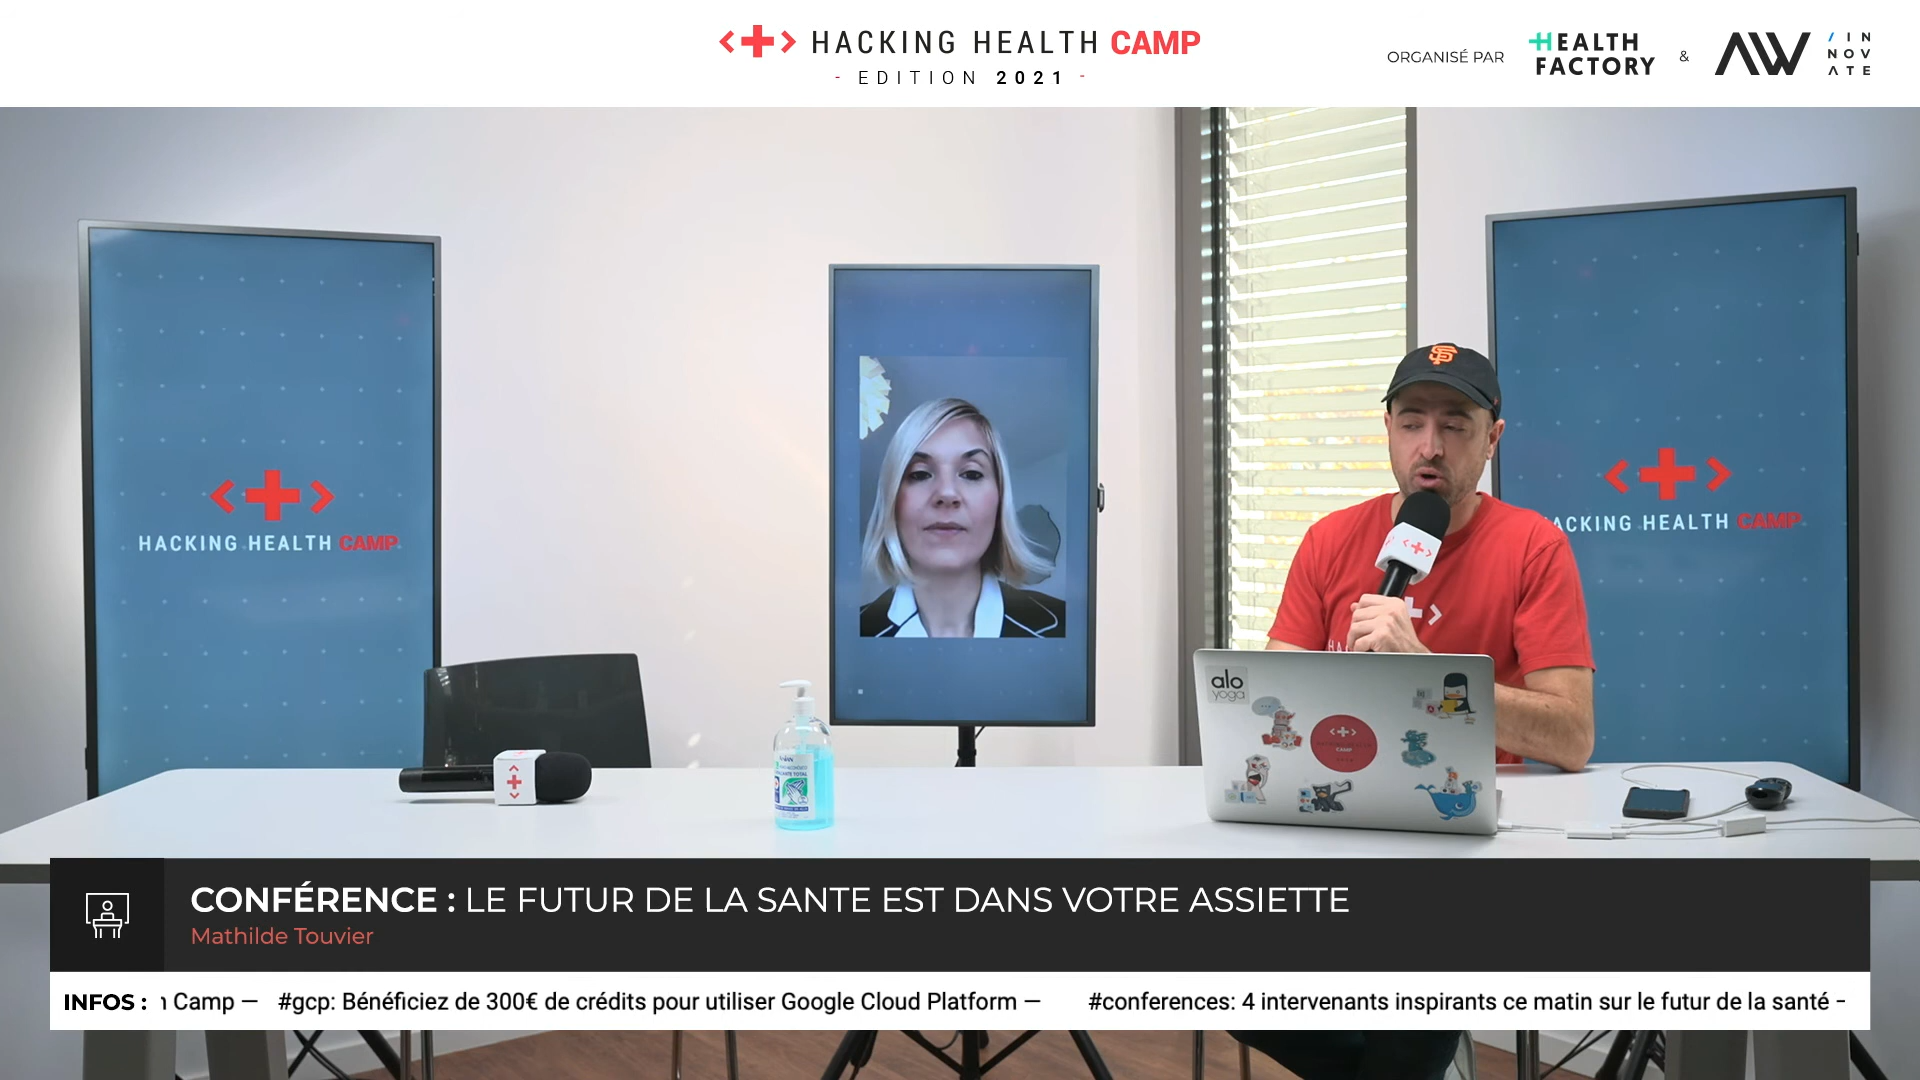 HACKING HEALTH CAMP
- EDITION 2021 -
ORGANISÉ PAR
HEALTH
FACTORY
&
AW
/IN
NOV
ATE
HACKING HEALTH CAMP
ACKING HEALTH CAMP
SF
alo
yoga
CAMP
CONFÉRENCE : LE FUTUR DE LA SANTE EST DANS VOTRE ASSIETTE
Mathilde Touvier
INFOS : Camp — #gcp: Bénéficiez de 300€ de crédits pour utiliser Google Cloud Platform — #conferences: 4 intervenants inspirants ce matin sur le futur de la santé -